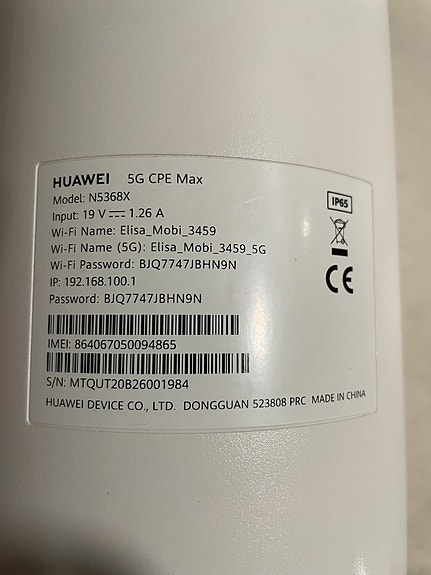 HUAWEI 5G CPE Max
Model: N5368X
Input: 19 V⎓ 1.26 A
Wi-Fi Name: Elisa_Mobi_3459
Wi-Fi Name (5G): Elisa_Mobi_3459_5G
Wi-Fi Password: BJQ7747JBHN9N
IP: 192.168.100.1
Password: BJQ7747JBHN9N
IMEI: 864067050094865
S/N: MTQUT20B26001984
HUAWEI DEVICE CO., LTD. DONGGUAN 523808 PRC MADE IN CHINA
IP65
CE